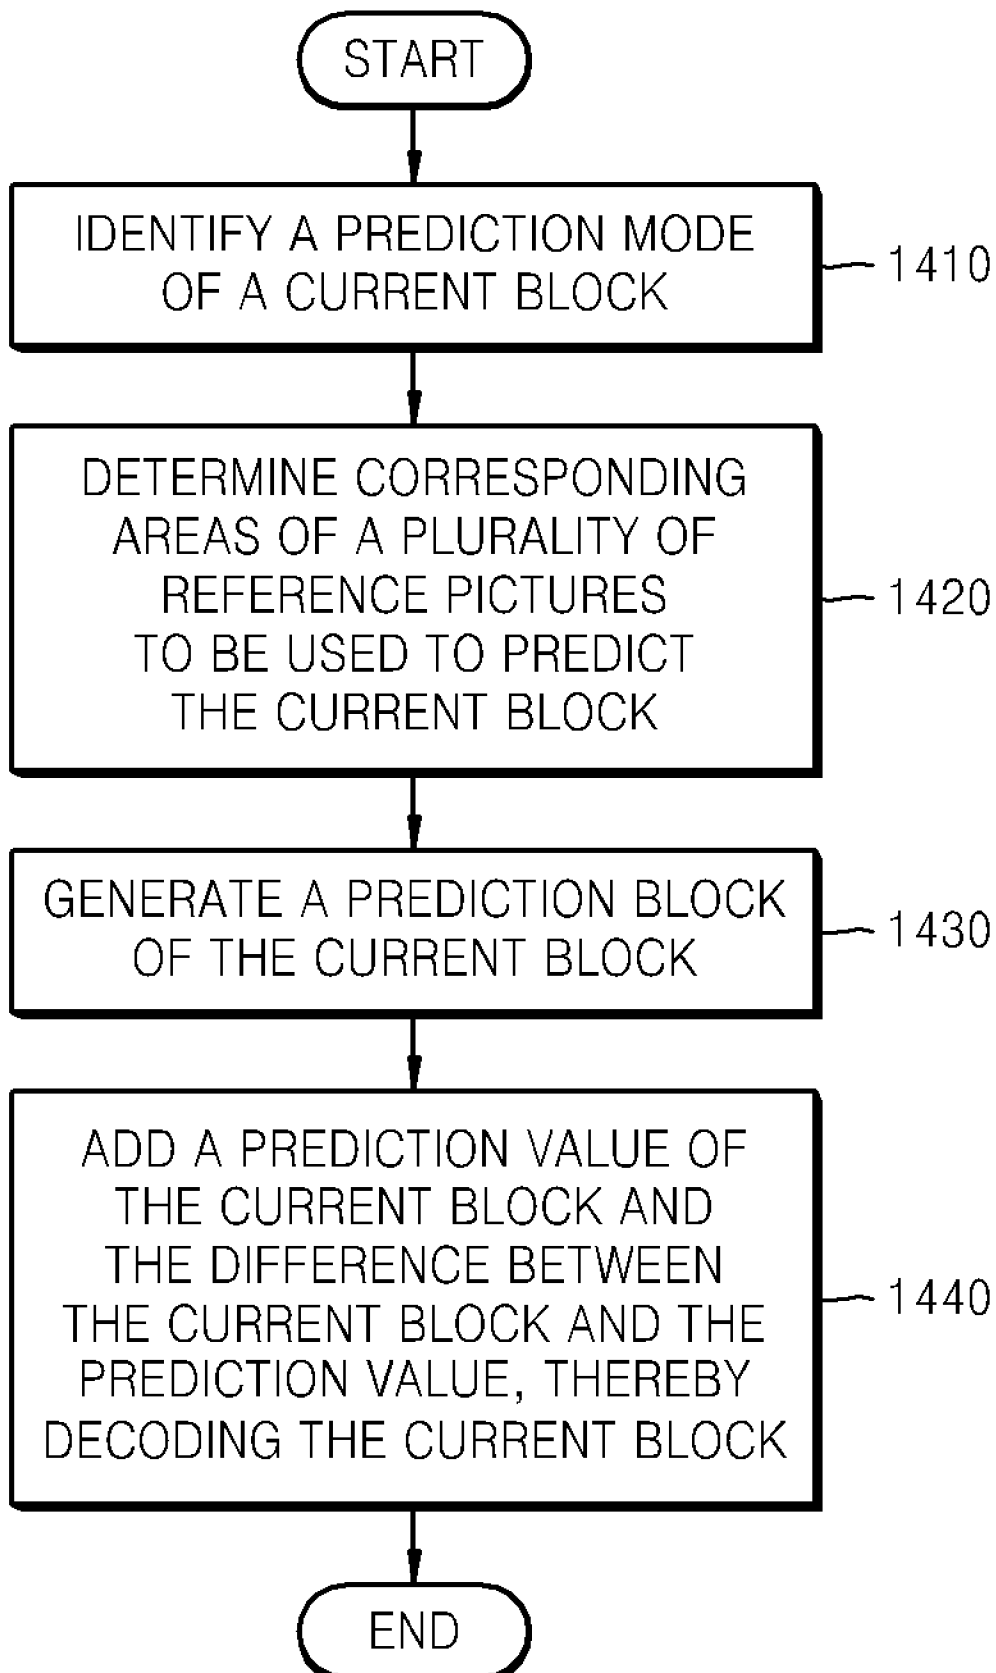 START
IDENTIFY A PREDICTION MODE
OF A CURRENT BLOCK
1410
DETERMINE CORRESPONDING
AREAS OF A PLURALITY OF
REFERENCE PICTURES
TO BE USED TO PREDICT
THE CURRENT BLOCK
1420
GENERATE A PREDICTION BLOCK
OF THE CURRENT BLOCK
1430
ADD A PREDICTION VALUE OF
THE CURRENT BLOCK AND
THE DIFFERENCE BETWEEN
THE CURRENT BLOCK AND THE
PREDICTION VALUE, THEREBY
DECODING THE CURRENT BLOCK
1440
END